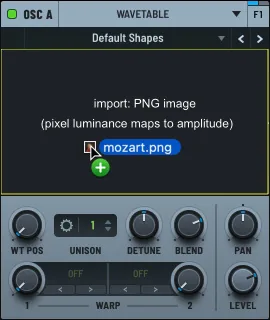 OSC A WAVETABLE F1
Default Shapes < >
import: PNG image
(pixel luminance maps to amplitude)
mozart.png
1
WT POS UNISON DETUNE BLEND PAN
OFF OFF
< > < >
1 WARP 2 LEVEL